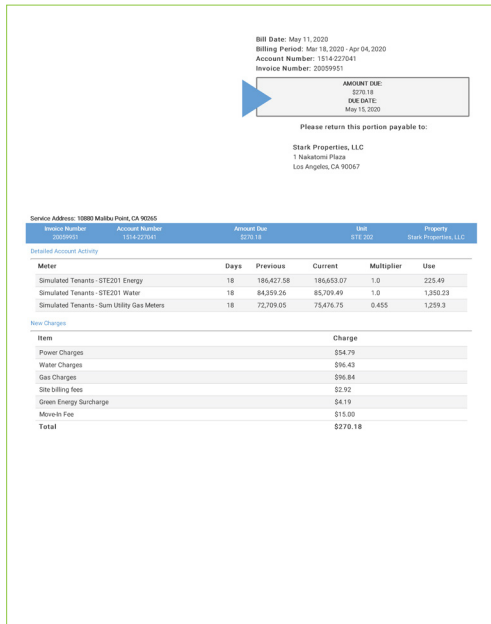 Bill Date: May 11, 2020
Billing Period: Mar 18, 2020 - Apr 04, 2020
Account Number: 1514-227041
Invoice Number: 20059951
AMOUNT DUE:
$270.18
DUE DATE:
May 15, 2020
Please return this portion payable to:
Stark Properties, LLC
1 Nakatomi Plaza
Los Angeles, CA 90067
Service Address: 10880 Malibu Point, CA 90265
Invoice Number Account Number Amount Due Unit Property
20059951 1514-227041 $270.18 STE 202 Stark Properties, LLC
Detailed Account Activity
Meter Days Previous Current Multiplier Use
Simulated Tenants - STE201 Energy 18 186,427.58 186,653.07 1.0 225.49
Simulated Tenants - STE201 Water 18 84,359.26 85,709.49 1.0 1,350.23
Simulated Tenants - Sum Utility Gas Meters 18 72,709.05 75,476.75 0.455 1,259.3
New Charges
Item Charge
Power Charges $54.79
Water Charges $96.43
Gas Charges $96.84
Site billing fees $2.92
Green Energy Surcharge $4.19
Move-In Fee $15.00
Total $270.18